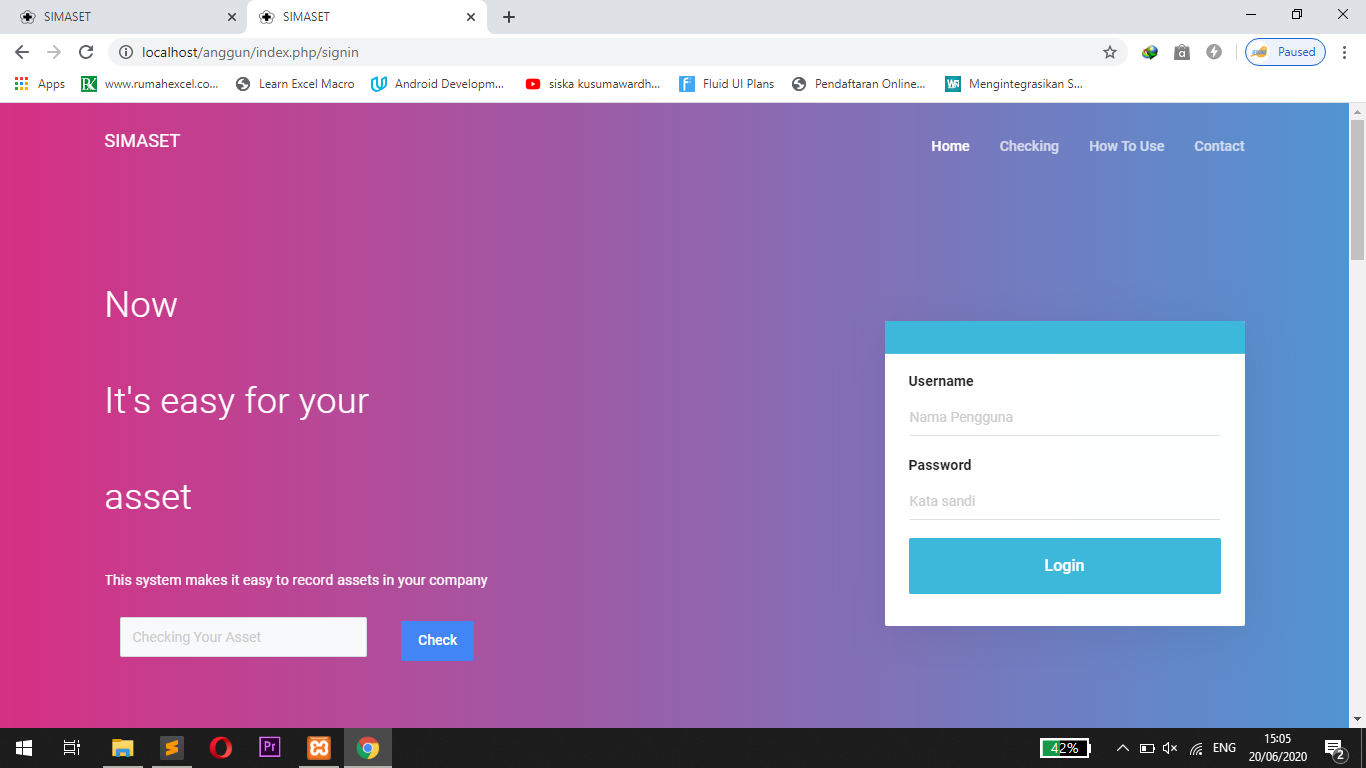 SIMASET
SIMASET
localhost/anggun/index.php/signin
Paused
Apps
www.rumahexcel.co...
Learn Excel Macro
Android Developm...
siska kusumawardh...
Fluid UI Plans
Pendaftaran Online...
Mengintegrasikan S...
SIMASET
Home
Checking
How To Use
Contact
Now
It's easy for your
asset
This system makes it easy to record assets in your company
Checking Your Asset
Check
Username
Nama Pengguna
Password
Kata sandi
Login
Pr
42%
ENG
15:05
20/06/2020
2